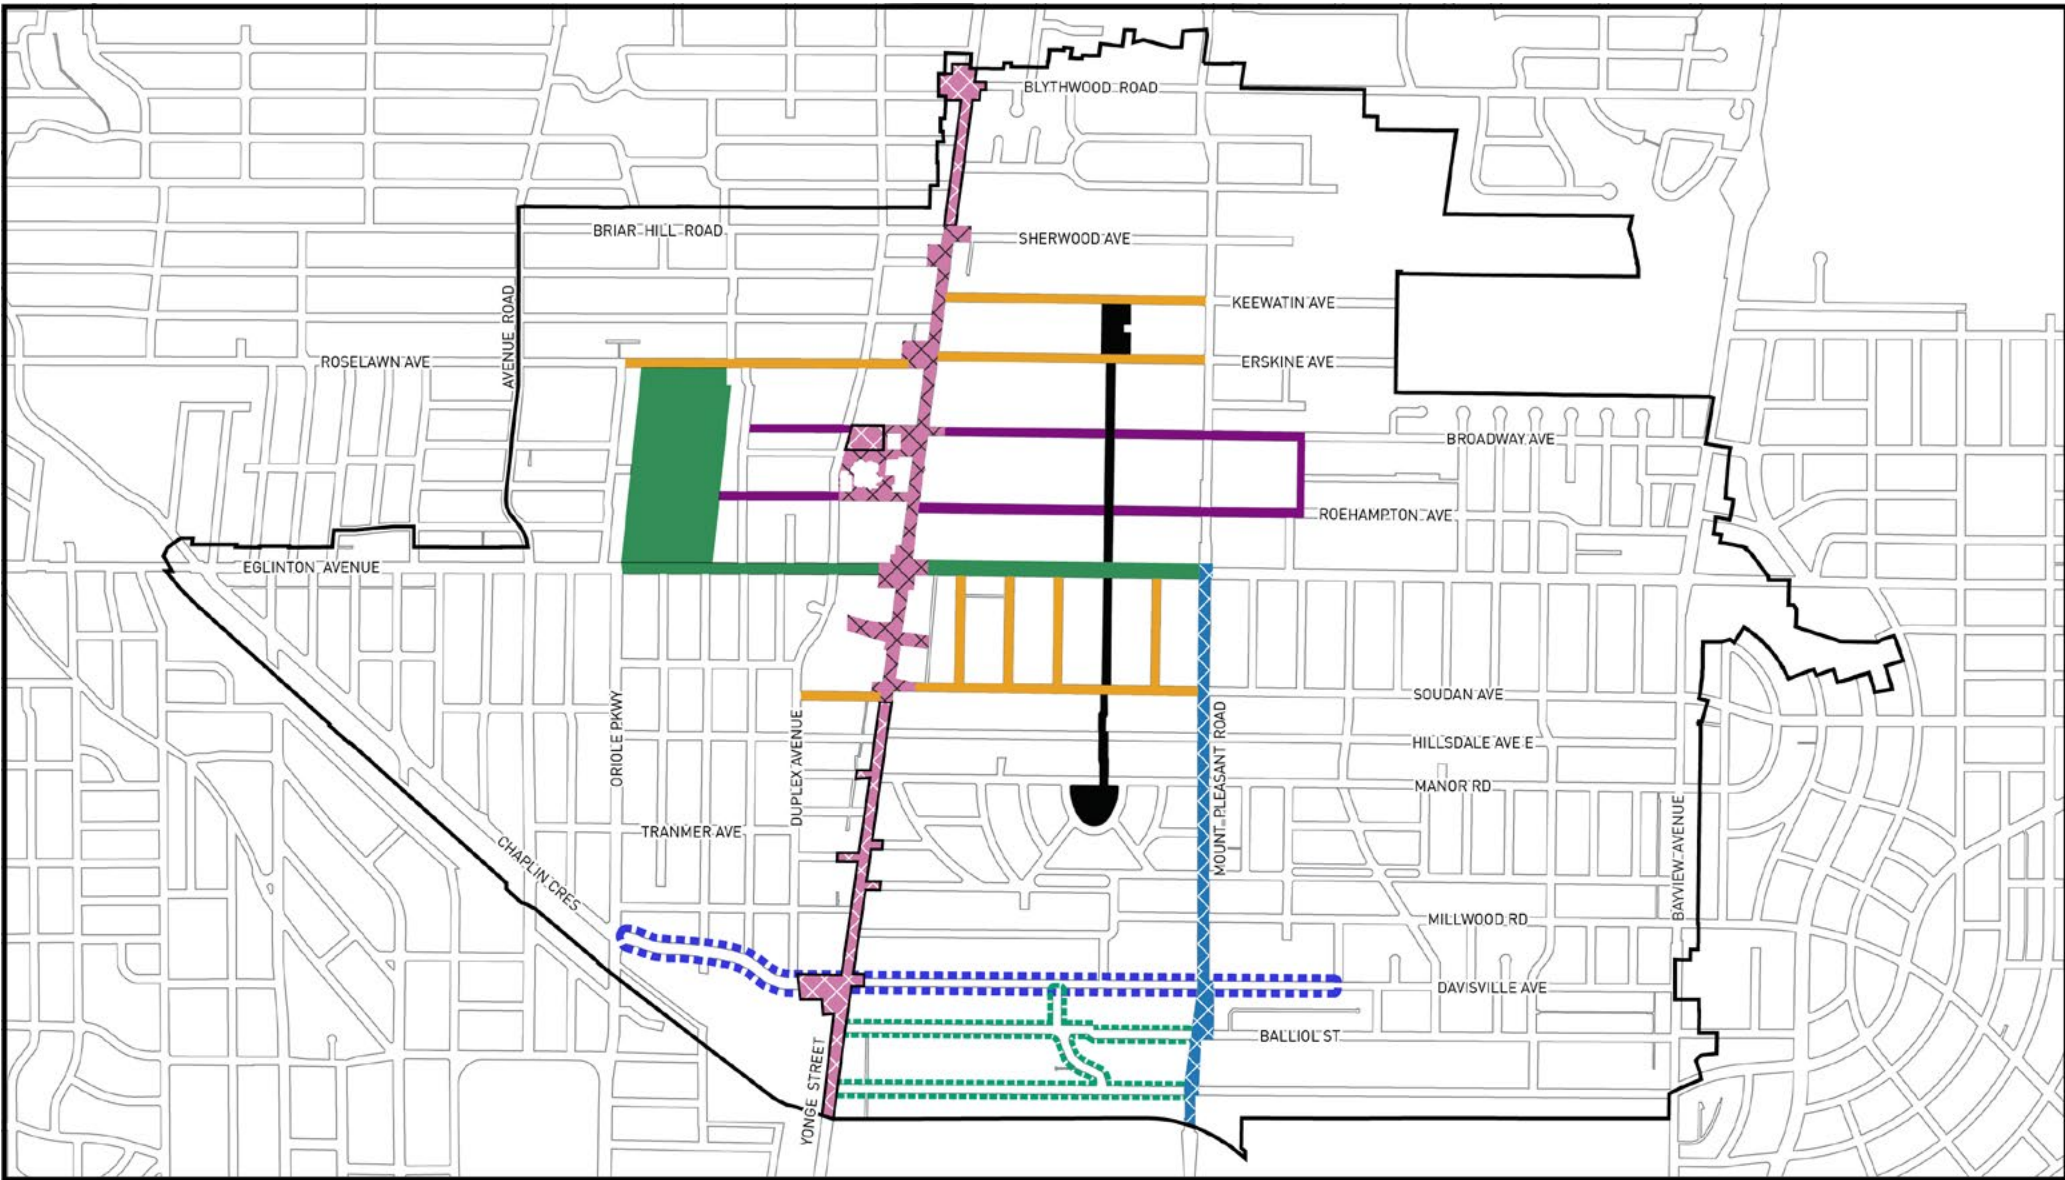 BLYTHWOOD ROAD
BRIAR HILL ROAD
SHERWOOD AVE
AVENUE ROAD
KEEWATIN AVE
ROSELAWN AVE
ERSKINE AVE
BROADWAY AVE
ROEHAMPTON AVE
EGLINTON AVENUE
ORIOLE PKWY
DUPLEX AVENUE
SOUDAN AVE
MOUNT PLEASANT ROAD
HILLSDALE AVE E
MANOR RD
TRANMER AVE
CHAPLIN CRES
BAYVIEW AVENUE
MILLWOOD RD
DAVISVILLE AVE
YONGE STREET
BALLIOL ST